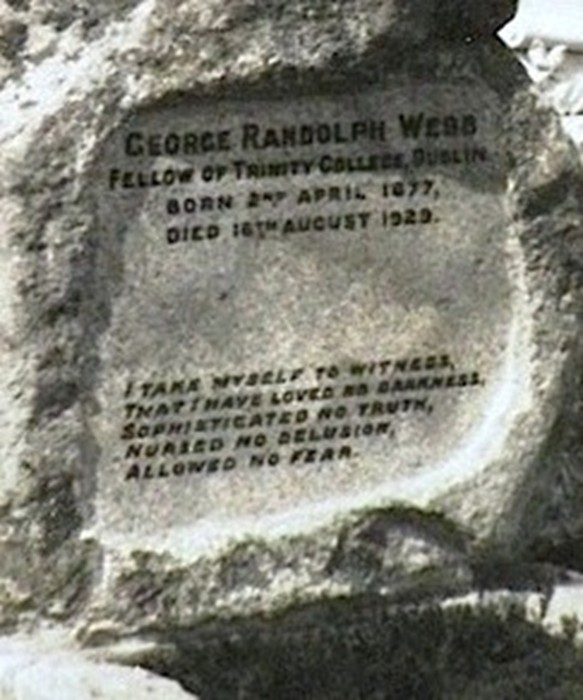 GEORGE RANDOLPH WEBB
FELLOW OF TRINITY COLLEGE, DUBLIN.
BORN 2ND APRIL 1877,
DIED 16TH AUGUST 1929.
I TAKE MYSELF TO WITNESS,
THAT I HAVE LOVED NO DARKNESS,
SOPHISTICATED NO TRUTH,
NURSED NO DELUSION,
ALLOWED NO FEAR.